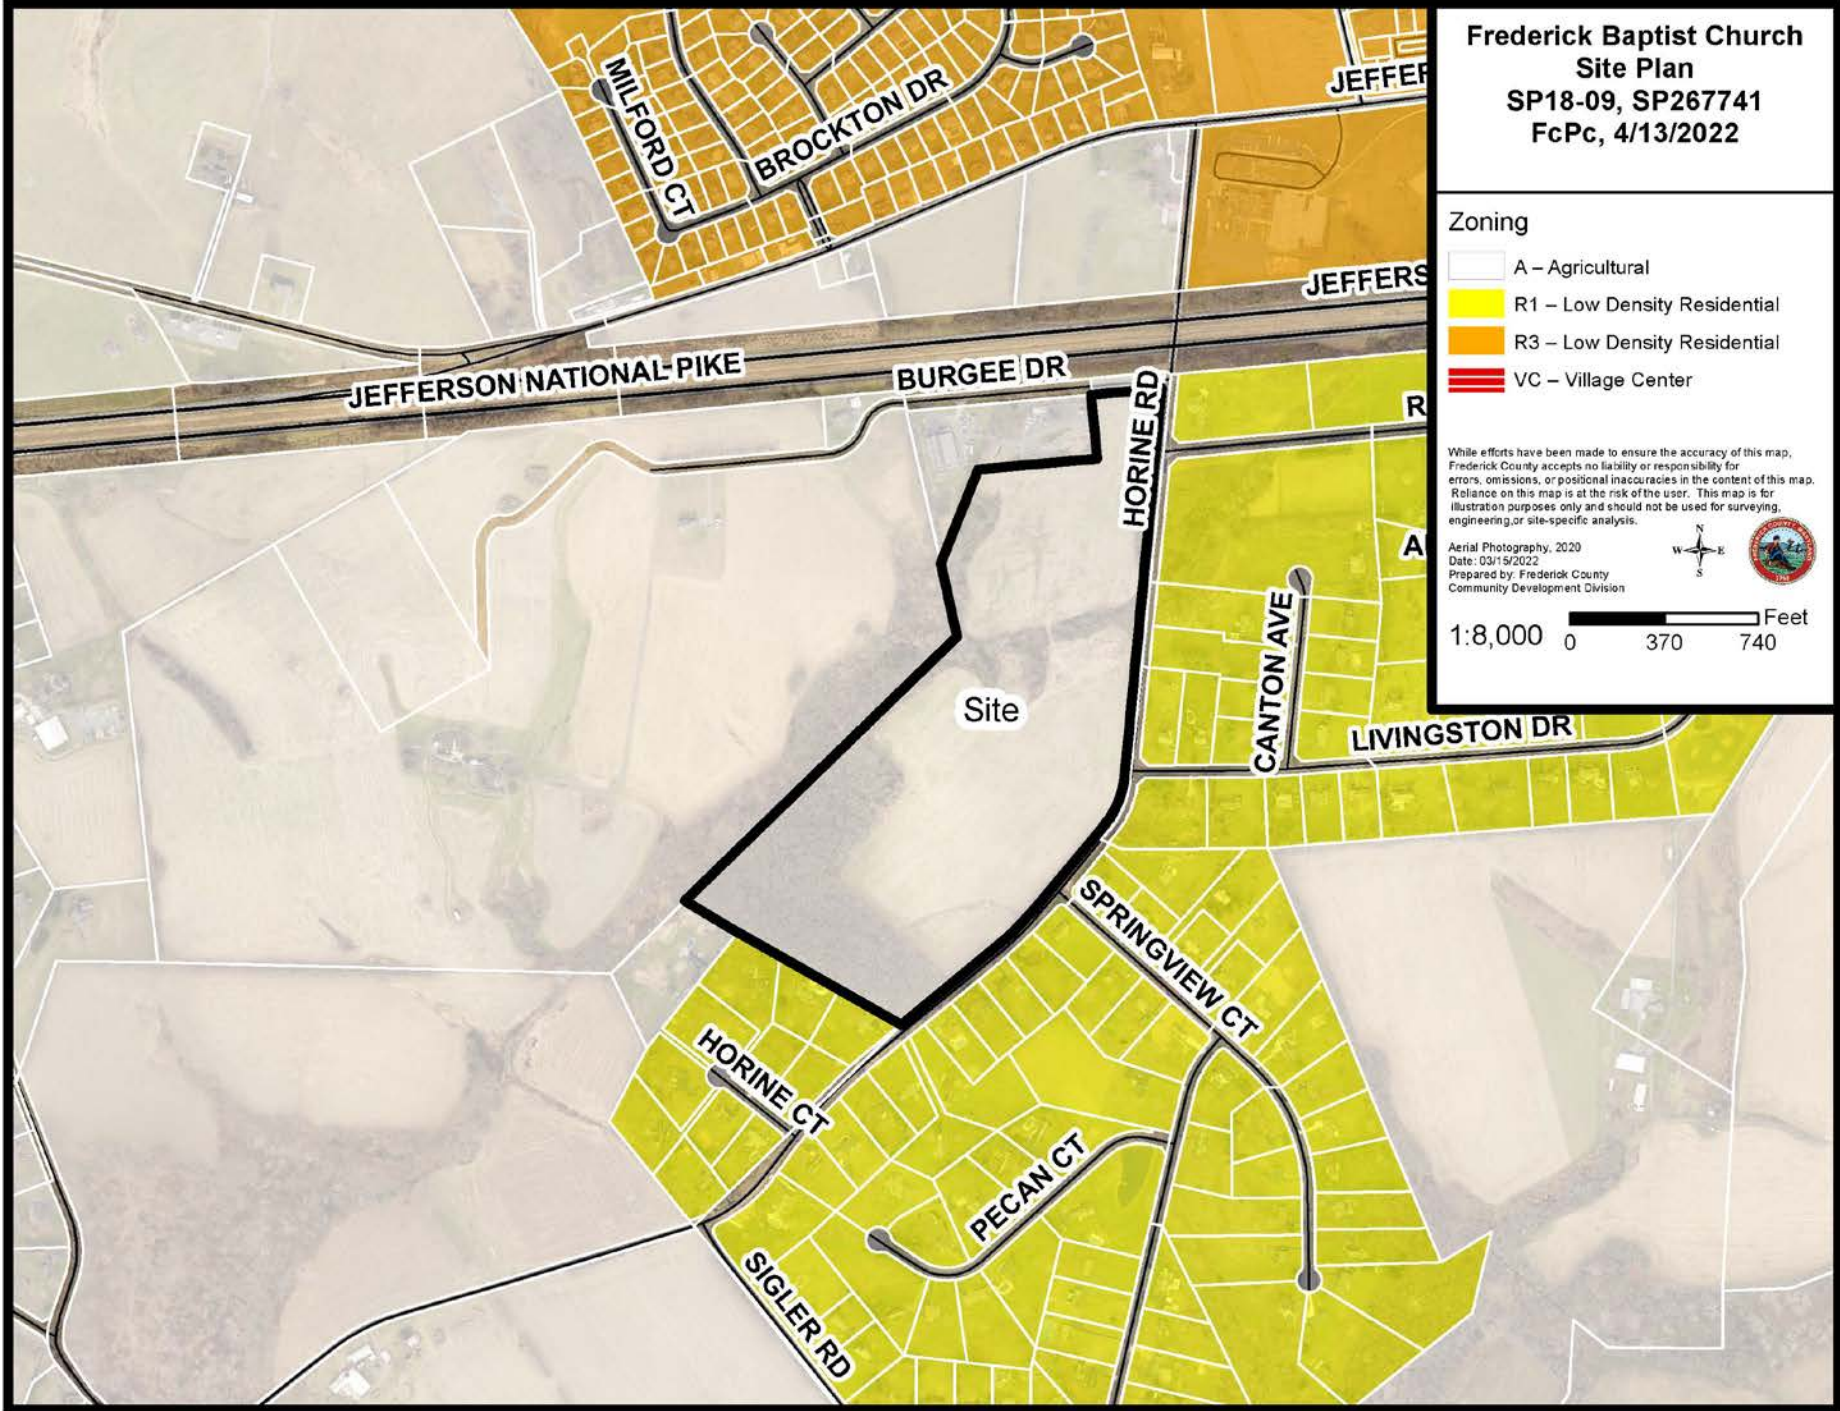 Frederick Baptist Church
Site Plan
SP18-09, SP267741
FcPc, 4/13/2022
Zoning
A – Agricultural
R1 – Low Density Residential
R3 – Low Density Residential
VC – Village Center
While efforts have been made to ensure the accuracy of this map,
Frederick County accepts no liability or responsibility for
errors, omissions, or positional inaccuracies in the content of this map.
Reliance on this map is at the risk of the user. This map is for
illustration purposes only and should not be used for surveying,
engineering,or site-specific analysis.
Aerial Photography, 2020
Date: 03/15/2022
Prepared by: Frederick County
Community Development Division
N
W E
S
1:8,000
Feet
0 370 740
MILFORD CT
BROCKTON DR
JEFFER
JEFFERS
JEFFERSON NATIONAL PIKE
BURGEE DR
HORINE RD
R
A
CANTON AVE
Site
LIVINGSTON DR
SPRINGVIEW CT
HORINE CT
PECAN CT
SIGLER RD